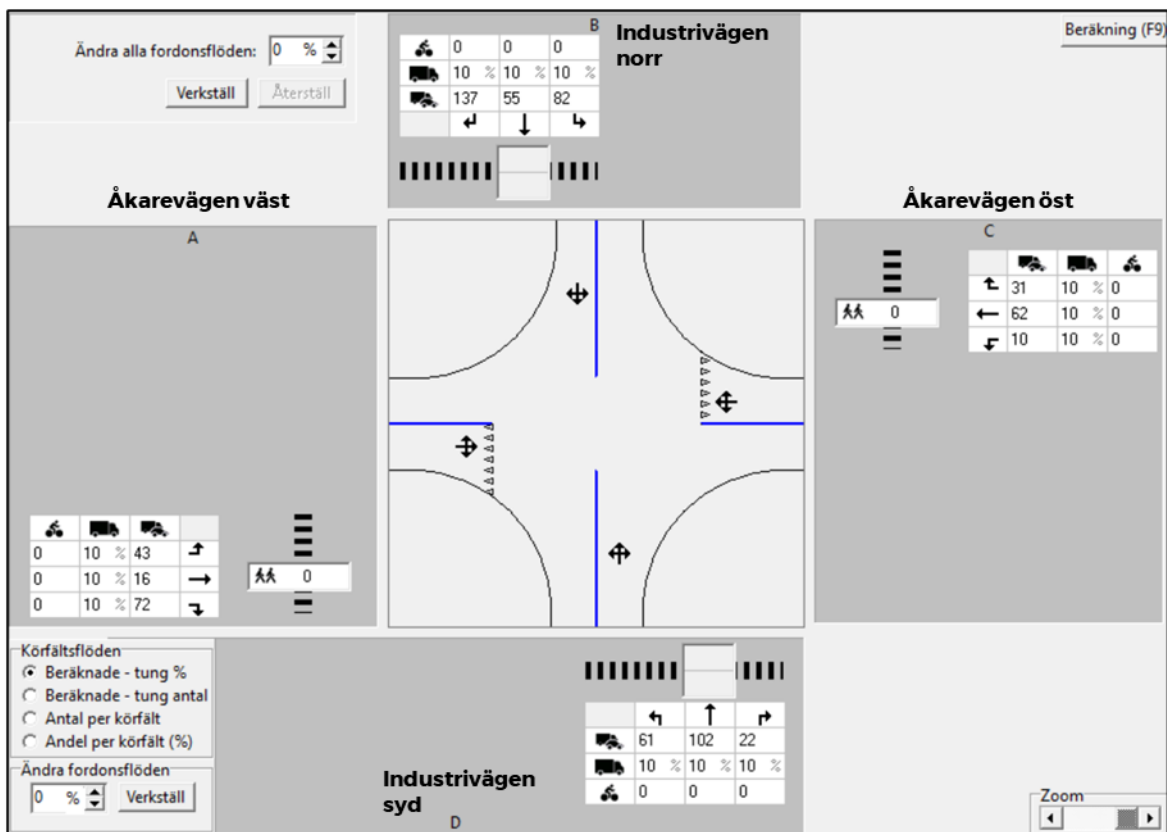 Ändra alla fordonsflöden: 0 %
Verkställ Återställ
B
Industrivägen
norr
0 0 0
10 % 10 % 10 %
137 55 82
Beräkning (F9)
Åkarevägen väst
A
Åkarevägen öst
C
0
31 10 % 0
62 10 % 0
10 10 % 0
0 10 % 43
0 10 % 16
0 10 % 72
0
Körfältsflöden
Beräknade - tung %
Beräknade - tung antal
Antal per körfält
Andel per körfält (%)
Ändra fordonsflöden
0 % Verkställ
61 102 22
10 % 10 % 10 %
0 0 0
Industrivägen
syd
D
Zoom